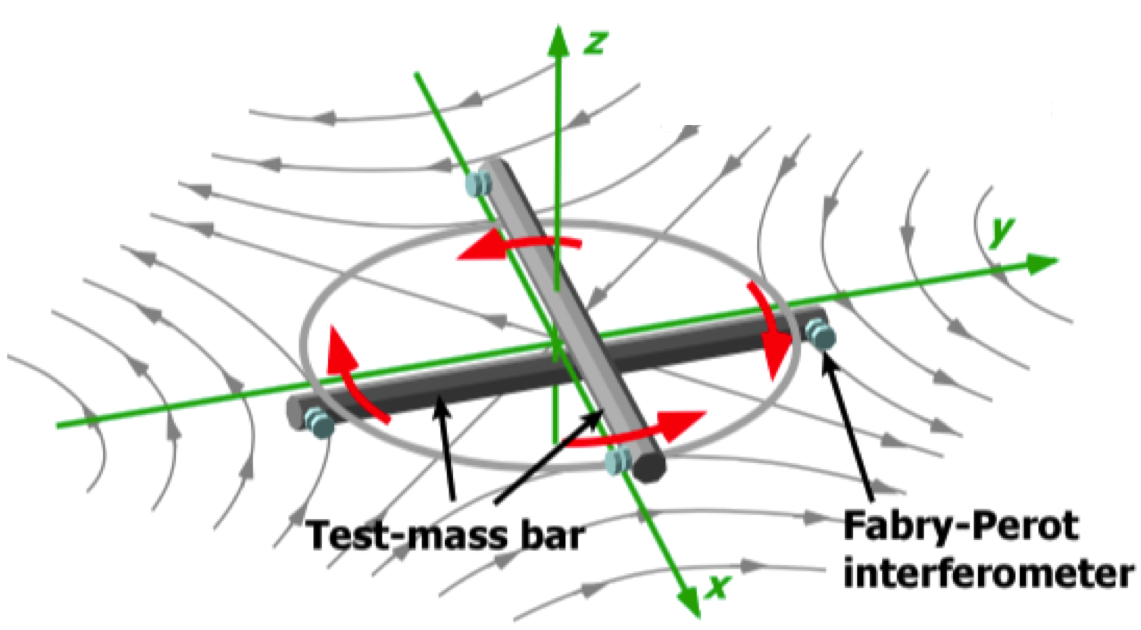 z
y
Test-mass bar
Fabry-Perot
interferometer
x